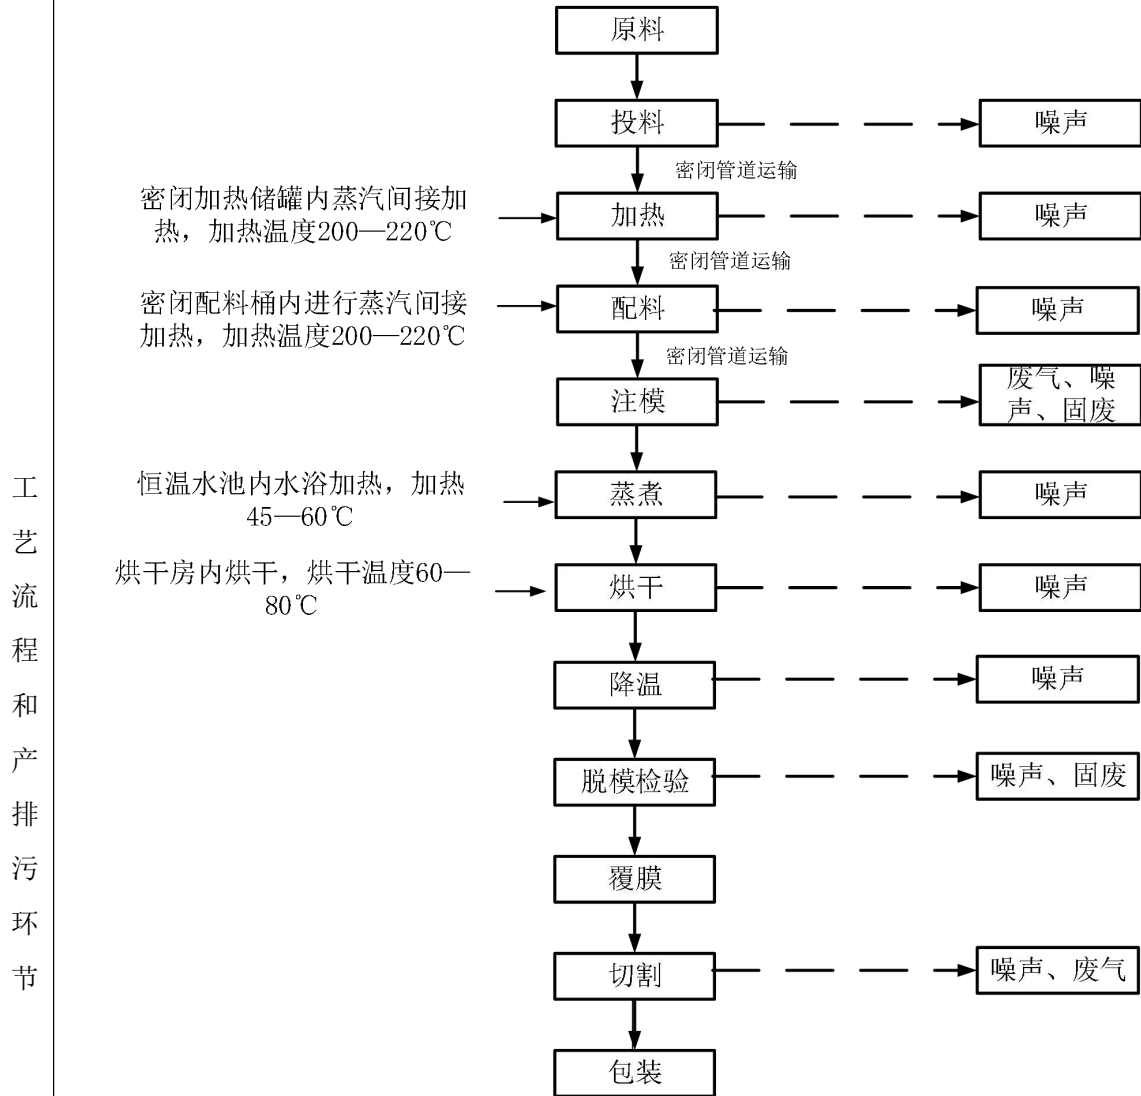 原料
投料
噪声
密闭管道运输
密闭加热储罐内蒸汽间接加
热，加热温度200—220℃
加热
噪声
密闭管道运输
密闭配料桶内进行蒸汽间接
加热，加热温度200—220℃
配料
噪声
密闭管道运输
注模
废气、噪
声、固废
恒温水池内水浴加热，加热
45—60℃
蒸煮
噪声
烘干房内烘干，烘干温度60—
80℃
烘干
噪声
降温
噪声
脱模检验
噪声、固废
覆膜
切割
噪声、废气
包装
工
艺
流
程
和
产
排
污
环
节